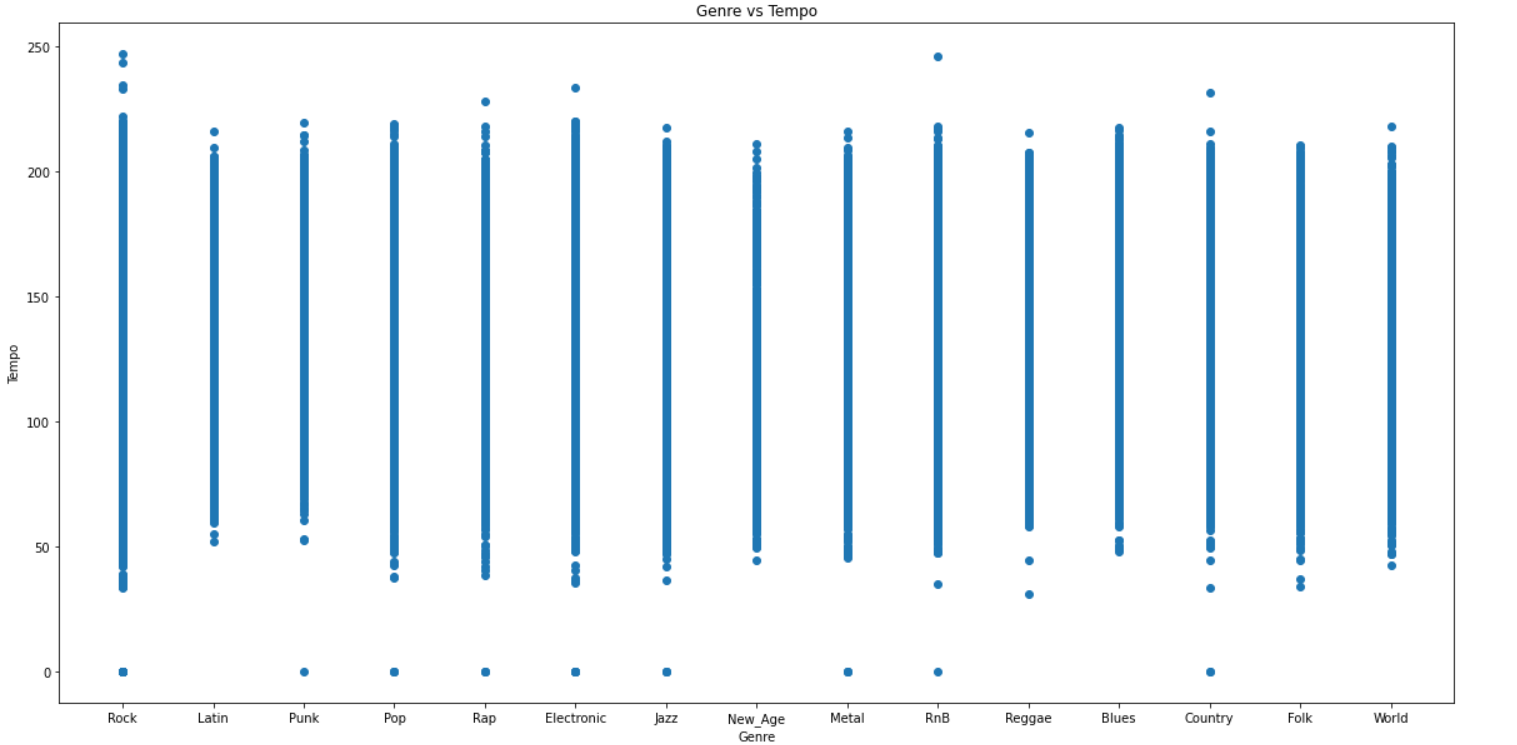 Genre vs Tempo
250
200
150
100
50
0
Tempo
Rock Latin Punk Pop Rap Electronic Jazz New_Age Metal RnB Reggae Blues Country Folk World
Genre